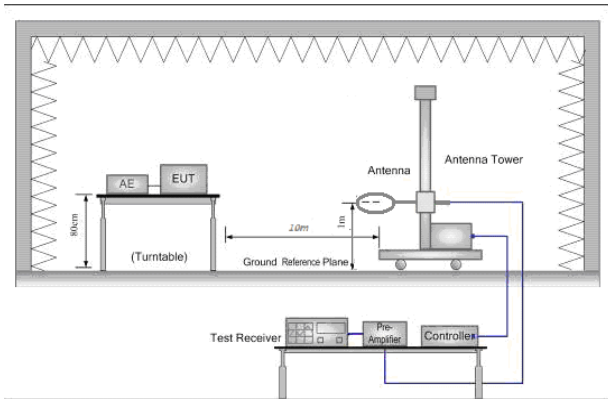 Antenna Tower
Antenna
AE
EUT
80cm
1m
10m
(Turntable)
Ground Reference Plane
Test Receiver
Pre-
Amplifier
Controller